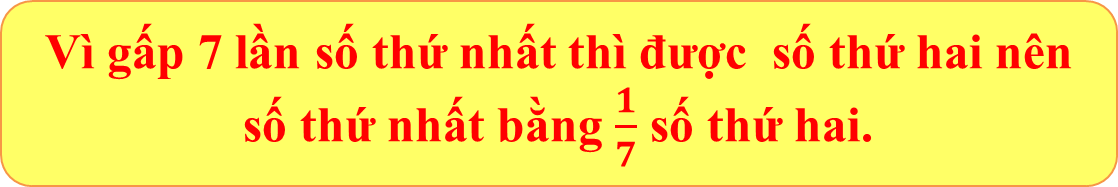 Vì gấp 7 lần số thứ nhất thì được số thứ hai nên
số thứ nhất bằng 1/7 số thứ hai.